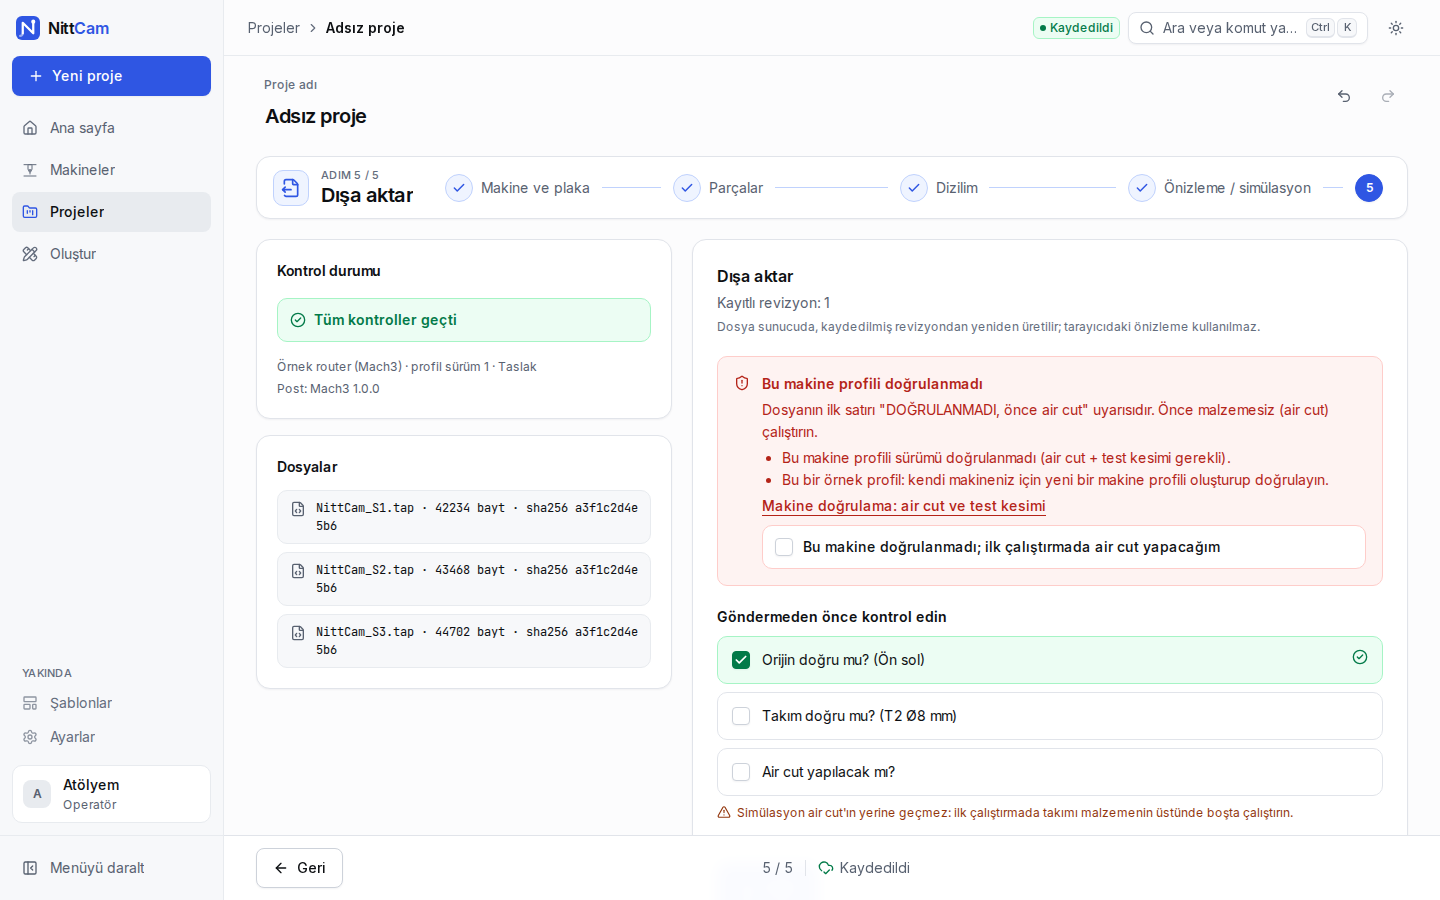 NittCam
Yeni proje
Ana sayfa
Makineler
Projeler
Oluştur
YAKINDA
Şablonlar
Ayarlar
A
Atölyem
Operatör
Menüyü daralt
Projeler > Adsız proje
Kaydedildi
Ara veya komut ya... Ctrl K
Proje adı
Adsız proje
ADIM 5 / 5
Dışa aktar
Makine ve plaka
Parçalar
Dizilim
Önizleme / simülasyon
5
Kontrol durumu
Tüm kontroller geçti
Örnek router (Mach3) · profil sürüm 1 · Taslak
Post: Mach3 1.0.0
Dosyalar
NittCam_S1.tap · 42234 bayt · sha256 a3f1c2d4e
5b6
NittCam_S2.tap · 43468 bayt · sha256 a3f1c2d4e
5b6
NittCam_S3.tap · 44702 bayt · sha256 a3f1c2d4e
5b6
Dışa aktar
Kayıtlı revizyon: 1
Dosya sunucuda, kaydedilmiş revizyondan yeniden üretilir; tarayıcıdaki önizleme kullanılmaz.
Bu makine profili doğrulanmadı
Dosyanın ilk satırı "DOĞRULANMADI, önce air cut" uyarısıdır. Önce malzemesiz (air cut)
çalıştırın.
• Bu makine profili sürümü doğrulanmadı (air cut + test kesimi gerekli).
• Bu bir örnek profil: kendi makineniz için yeni bir makine profili oluşturup doğrulayın.
Makine doğrulama: air cut ve test kesimi
Bu makine doğrulanmadı; ilk çalıştırmada air cut yapacağım
Göndermeden önce kontrol edin
Orijin doğru mu? (Ön sol)
Takım doğru mu? (T2 Ø8 mm)
Air cut yapılacak mı?
Simülasyon air cut'ın yerine geçmez: ilk çalıştırmada takımı malzemenin üstünde boşta çalıştırın.
Geri
5 / 5
Kaydedildi